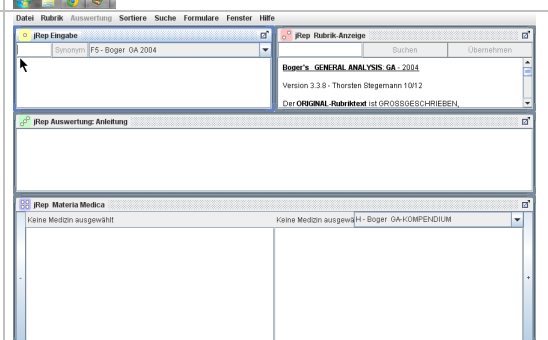 Datei Rubrik Auswertung Sortiere Suche Formulare Fenster Hilfe
jRep Eingabe
Synonym F5 - Boger GA 2004
jRep Rubrik-Anzeige
Suchen Übernehmen
Boger's GENERAL ANALYSIS: GA - 2004
Version 3.3.8 - Thorsten Stegemann 10/12
Der ORIGINAL-Rubriktext ist GROSSGESCHRIEBEN,
jRep Auswertung: Anleitung
jRep Materia Medica
Keine Medizin ausgewählt
Keine Medizin ausgewä H - Boger GA-KOMPENDIUM
- +